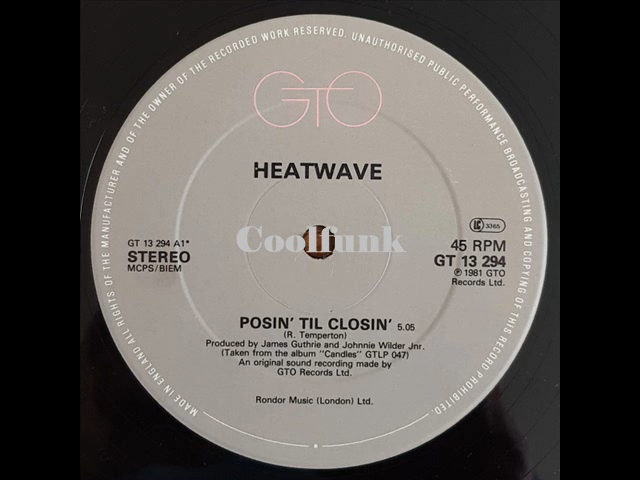 ALL RIGHTS OF THE MANUFACTURER AND OF THE OWNER OF THE RECORDED WORK RESERVED. UNAUTHORISED PUBLIC PERFORMANCE BROADCASTING AND COPYING OF THIS RECORD PROHIBITED · MADE IN ENGLAND
GTO
HEATWAVE
LC 3365
GT 13 294 A1*
STEREO
MCPS/BIEM
Coolfunk
45 RPM
GT 13 294
℗ 1981 GTO
Records Ltd.
POSIN' TIL CLOSIN' 5.05
(R. Temperton)
Produced by James Guthrie and Johnnie Wilder Jnr.
(Taken from the album "Candles" GTLP 047)
An original sound recording made by
GTO Records Ltd.
Rondor Music (London) Ltd.